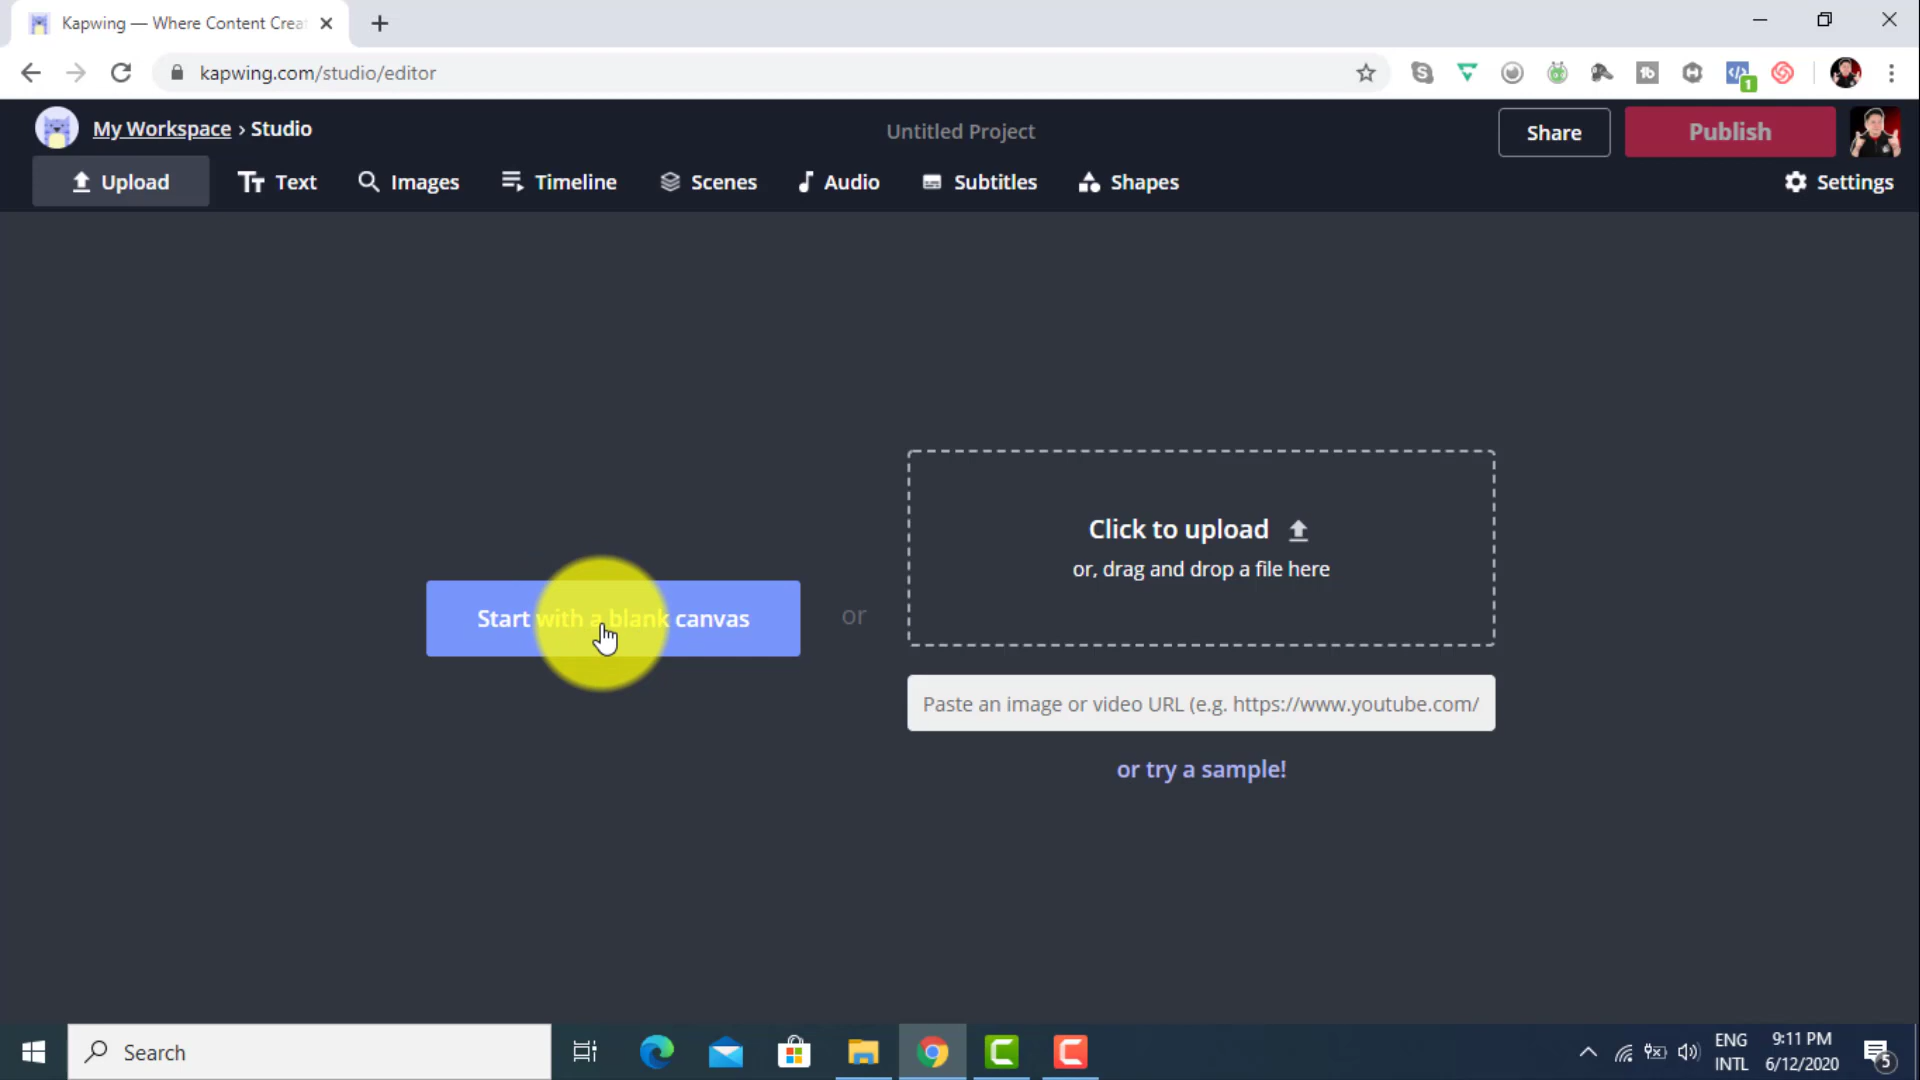 Kapwing — Where Content Crea
kapwing.com/studio/editor
1
My Workspace › Studio
Untitled Project
Share
Publish
Upload
Text
Images
Timeline
Scenes
Audio
Subtitles
Shapes
Settings
Click to upload
or, drag and drop a file here
Start with a blank canvas
or
Paste an image or video URL (e.g. https://www.youtube.com/
or try a sample!
Search
ENG
INTL
9:11 PM
6/12/2020
5